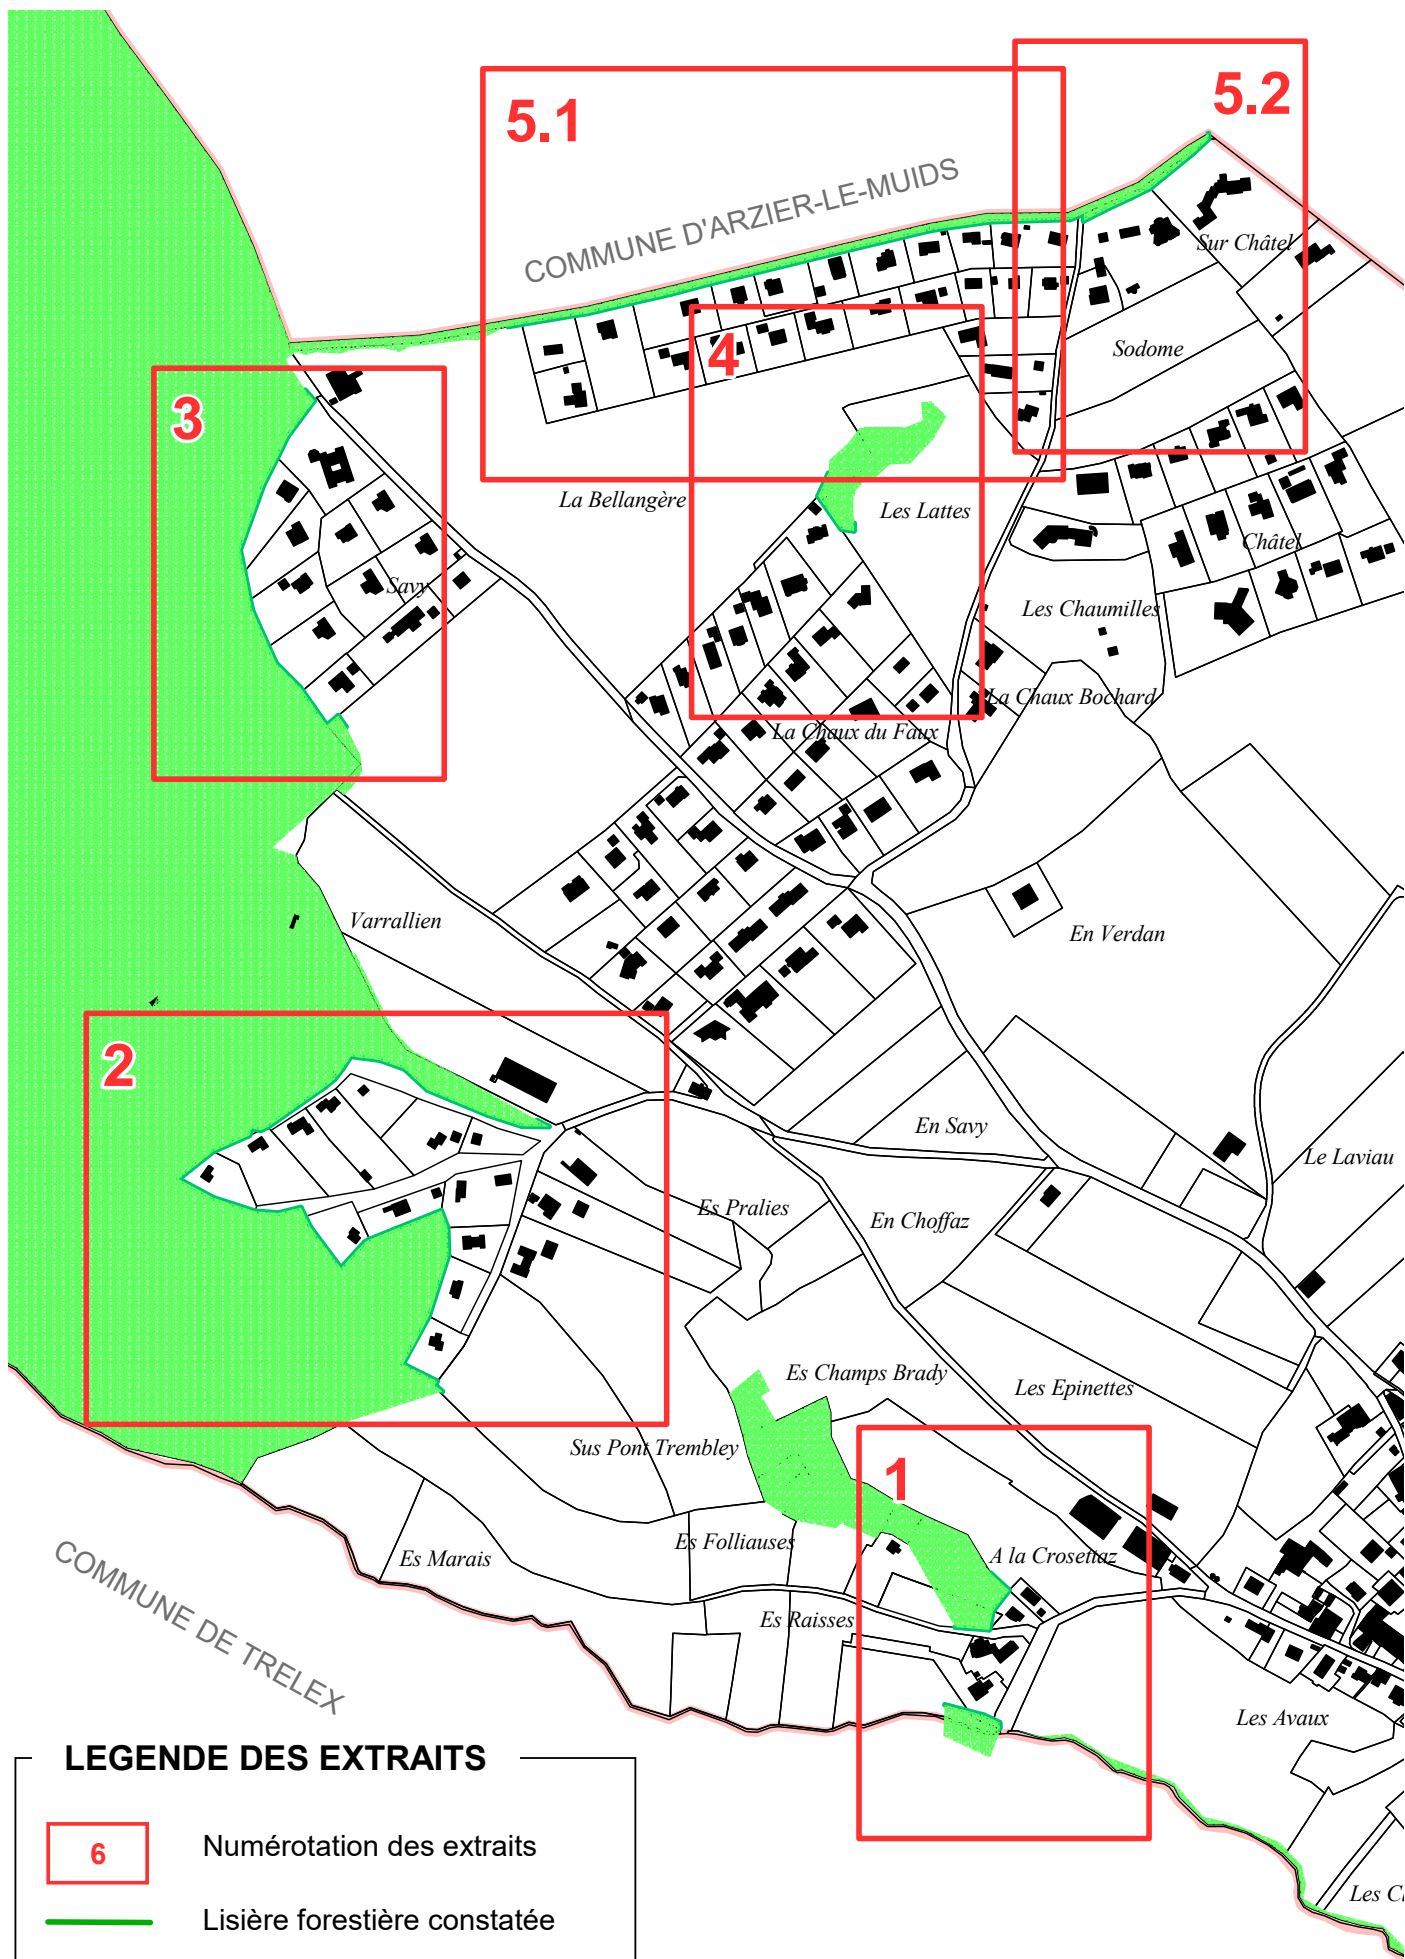 5.2
5.1
COMMUNE D'ARZIER-LE-MUIDS
Sur Châtel
Sodome
4
3
La Bellangère
Les Lattes
Châtel
Savy
Les Chaumilles
La Chaux Bochard
La Chaux du Faux
Varrallien
En Verdan
2
En Savy
Le Laviau
Es Pralies
En Choffaz
Es Champs Brady
Les Epinettes
Sus Pont Trembley
1
Es Folliauses
A la Crosettaz
Es Marais
COMMUNE DE TRELEX
Es Raisses
Les Avaux
LEGENDE DES EXTRAITS
6 Numérotation des extraits
Les
Lisière forestière constatée